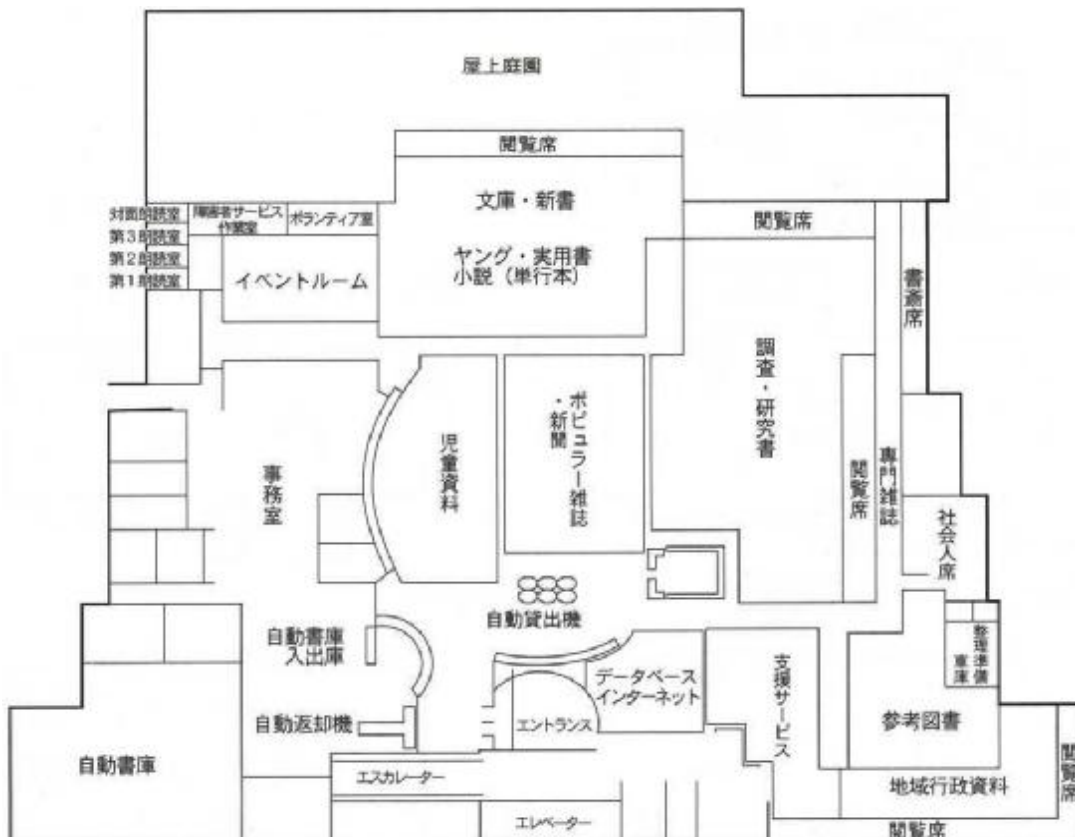 屋上庭園
閲覧席
文庫・新書
ヤング・実用書
小説（単行本）
閲覧席
対面朗読室
第3朗読室
第2朗読室
第1朗読室
障害者サービス
作業室
ボランティア室
イベントルーム
書斎席
調査・研究書
閲覧席
専門雑誌
社会人席
ポピュラー雑誌
・新聞
児童資料
事務室
自動貸出機
自動書庫
入出庫
自動返却機
自動書庫
データベース
インターネット
エントランス
支援サービス
整理準備
車庫
参考図書
地域行政資料
閲覧席
閲覧席
エスカレーター
エレベーター